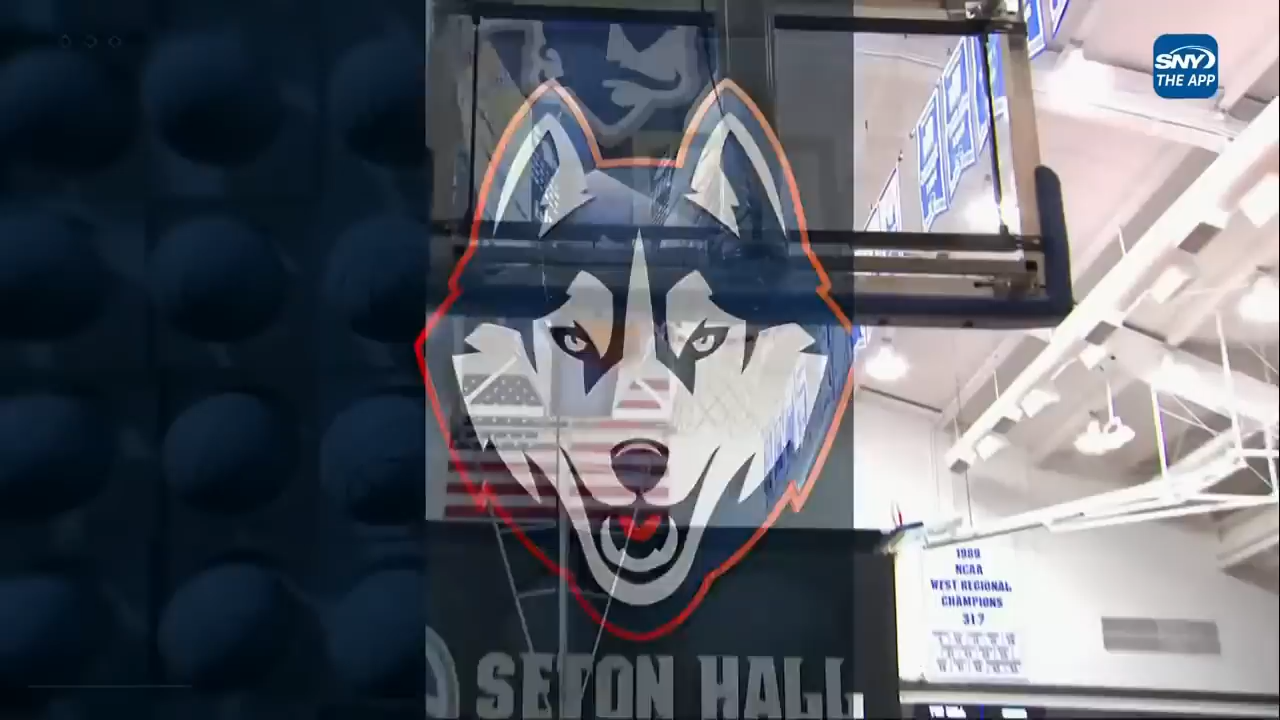 SNY
THE APP
1989
NCAA
WEST REGIONAL
CHAMPIONS
31 7
SETON HALL